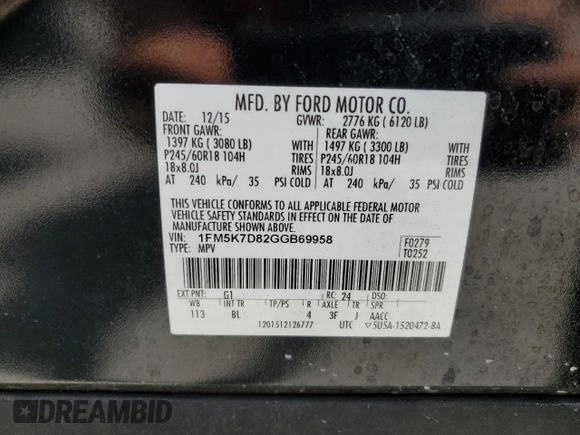 MFD. BY FORD MOTOR CO.
DATE: 12/15 GVWR: 2776 KG ( 6120 LB)
FRONT GAWR: REAR GAWR:
1397 KG ( 3080 LB) WITH 1497 KG ( 3300 LB) WITH
P245/60R18 104H TIRES P245/60R18 104H TIRES
18x8.0J RIMS 18x8.0J RIMS
AT 240 kPa/ 35 PSI COLD AT 240 kPa/ 35 PSI COLD
THIS VEHICLE CONFORMS TO ALL APPLICABLE FEDERAL MOTOR
VEHICLE SAFETY STANDARDS IN EFFECT ON THE DATE OF
MANUFACTURE SHOWN ABOVE.
VIN: 1FM5K7D82GGB69958 F0279
TYPE: MPV T0252
EXT PNT: G1 RC: 24 DSO:
WB INT TR TP/PS R AXLE TR SPR
113 BL 4 3F J AACC
1201512126777 UTC ▽5U5A-1520472-BA
DREAMBID